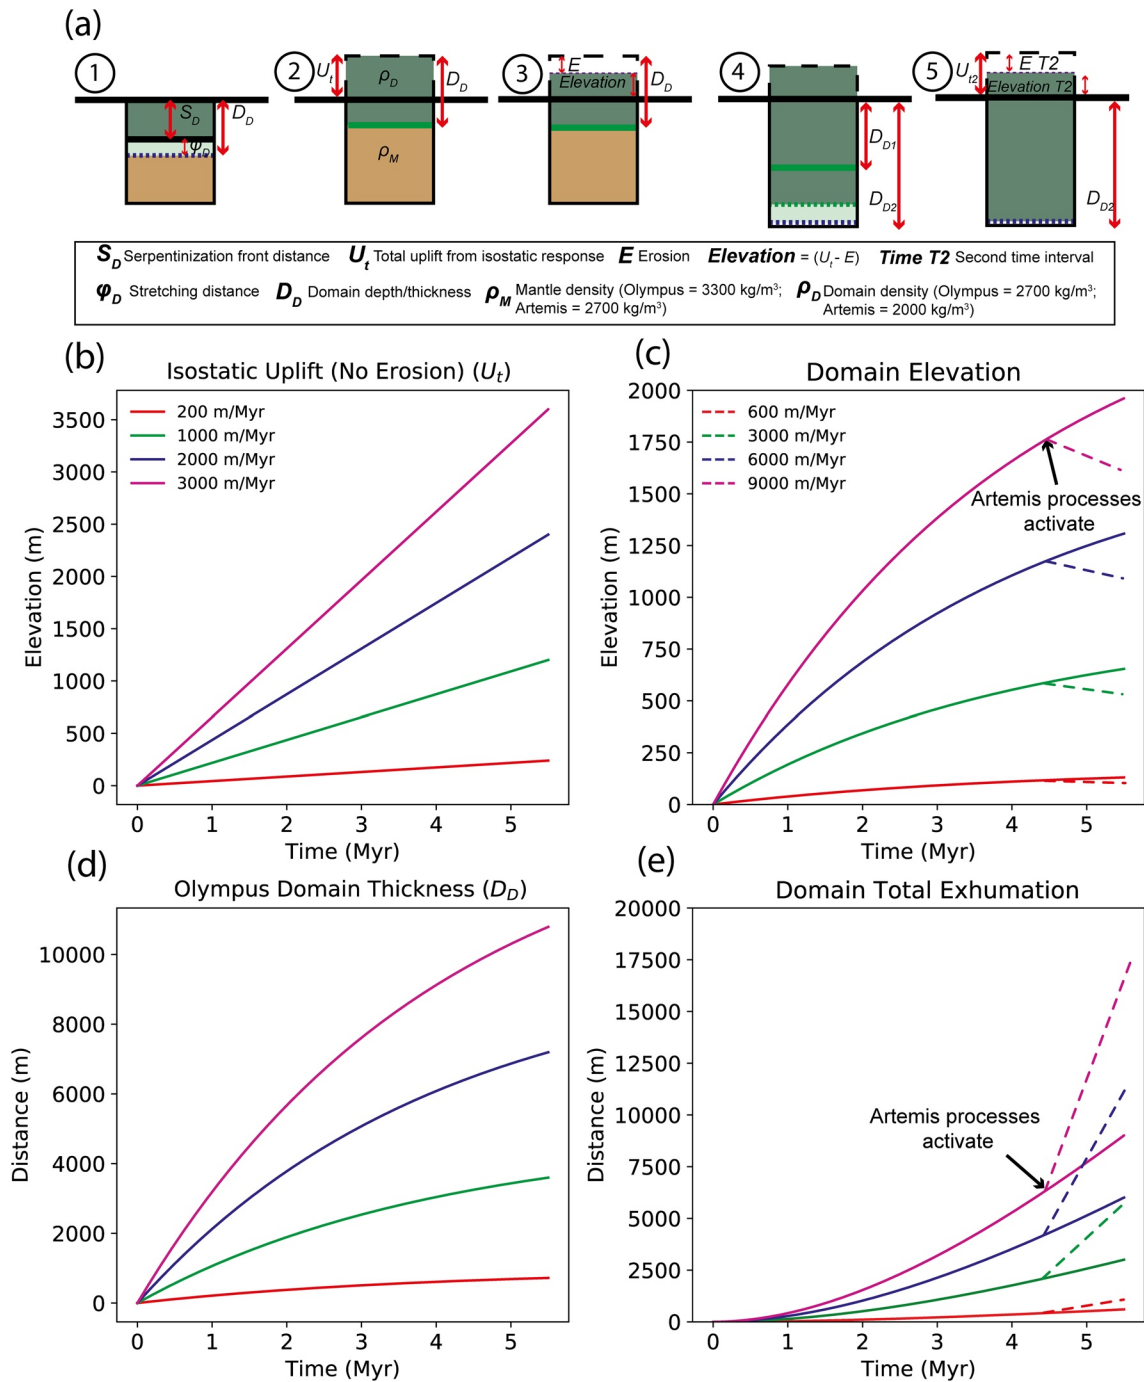 (a)
1
S_D
D_D
φ_D
2
U_t
ρ_D
D_D
ρ_M
3
E
Elevation
D_D
4
D_D1
D_D2
5
U_t2
E T2
Elevation T2
D_D2
S_D Serpentinization front distance U_t Total uplift from isostatic response E Erosion Elevation = (U_t - E) Time T2 Second time interval
φ_D Stretching distance D_D Domain depth/thickness ρ_M Mantle density (Olympus = 3300 kg/m³; Artemis = 2700 kg/m³) ρ_D Domain density (Olympus = 2700 kg/m³; Artemis = 2000 kg/m³)
(b)
Isostatic Uplift (No Erosion) (U_t)
200 m/Myr
1000 m/Myr
2000 m/Myr
3000 m/Myr
Elevation (m)
3500
3000
2500
2000
1500
1000
500
0
0 1 2 3 4 5
Time (Myr)
(c)
Domain Elevation
600 m/Myr
3000 m/Myr
6000 m/Myr
9000 m/Myr
Artemis processes
activate
Elevation (m)
2000
1750
1500
1250
1000
750
500
250
0
0 1 2 3 4 5
Time (Myr)
(d)
Olympus Domain Thickness (D_D)
Distance (m)
10000
8000
6000
4000
2000
0
0 1 2 3 4 5
Time (Myr)
(e)
Domain Total Exhumation
Artemis processes
activate
Distance (m)
20000
17500
15000
12500
10000
7500
5000
2500
0
0 1 2 3 4 5
Time (Myr)